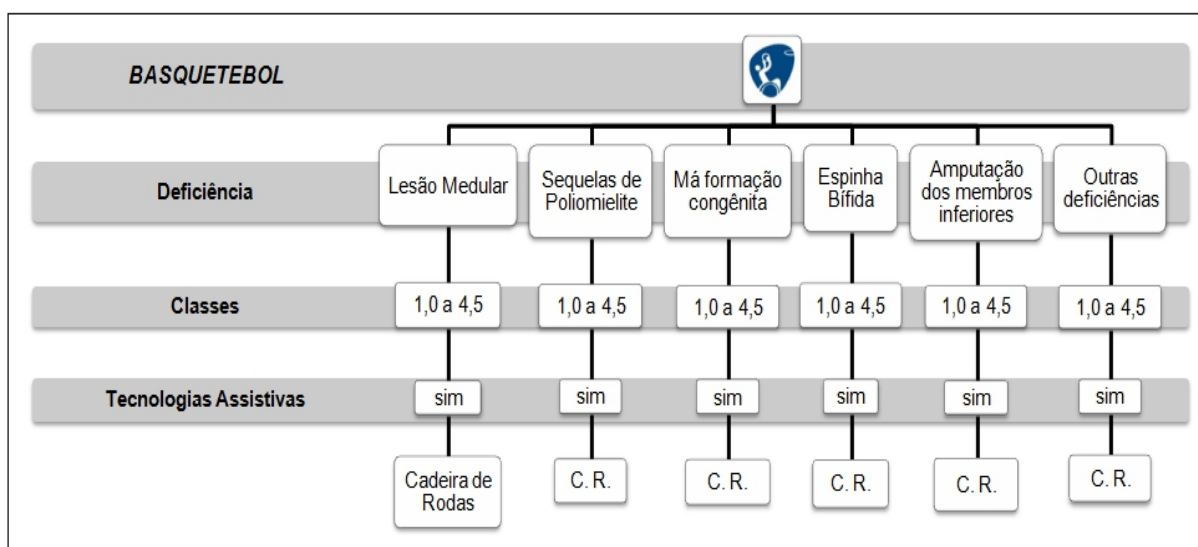 BASQUETEBOL
Deficiência
Lesão Medular
Sequelas de
Poliomielite
Má formação
congênita
Espinha
Bífida
Amputação
dos membros
inferiores
Outras
deficiências
Classes
1,0 a 4,5
1,0 a 4,5
1,0 a 4,5
1,0 a 4,5
1,0 a 4,5
1,0 a 4,5
Tecnologias Assistivas
sim
sim
sim
sim
sim
sim
Cadeira de
Rodas
C. R.
C. R.
C. R.
C. R.
C. R.